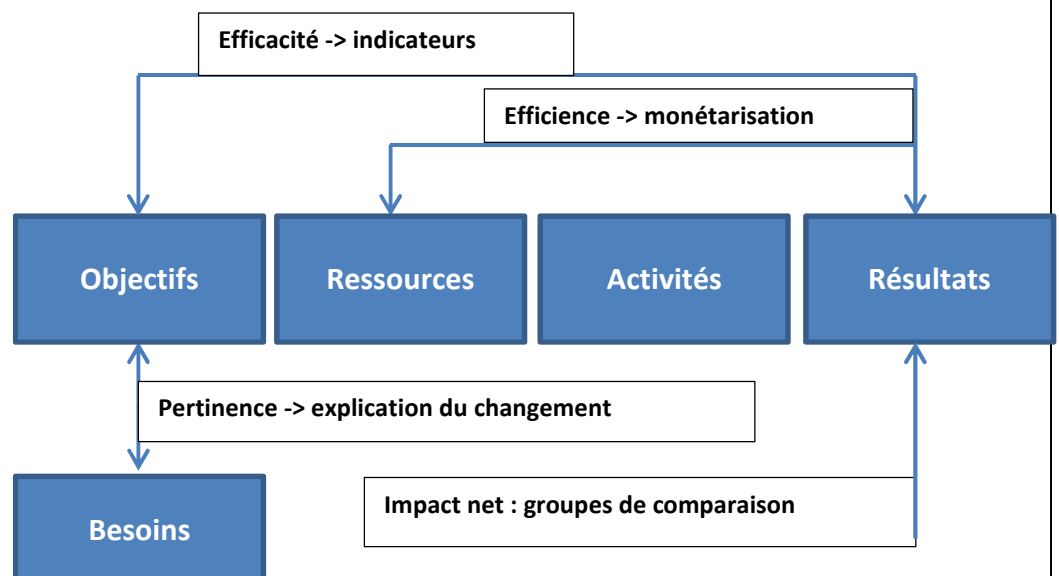 Efficacité -> indicateurs
Efficience -> monétarisation
Objectifs
Ressources
Activités
Résultats
Pertinence -> explication du changement
Impact net : groupes de comparaison
Besoins